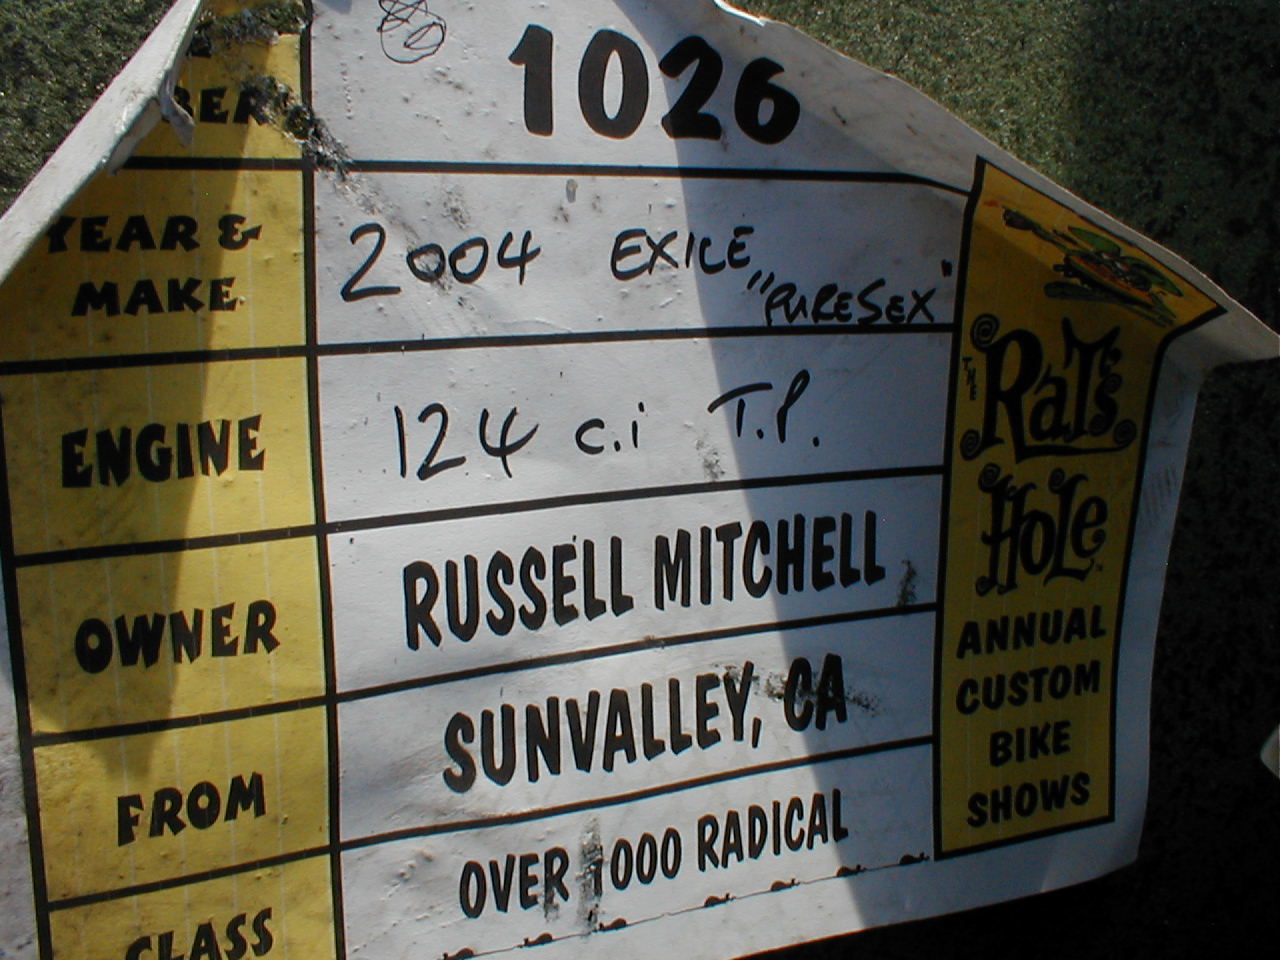 1026
YEAR &
MAKE
2004 EXILE
"PURESEX"
ENGINE
124 c.i T.P.
OWNER
RUSSELL MITCHELL
FROM
SUNVALLEY, CA
CLASS
OVER 1000 RADICAL
THE
RAT'S
HOLE
ANNUAL
CUSTOM
BIKE
SHOWS